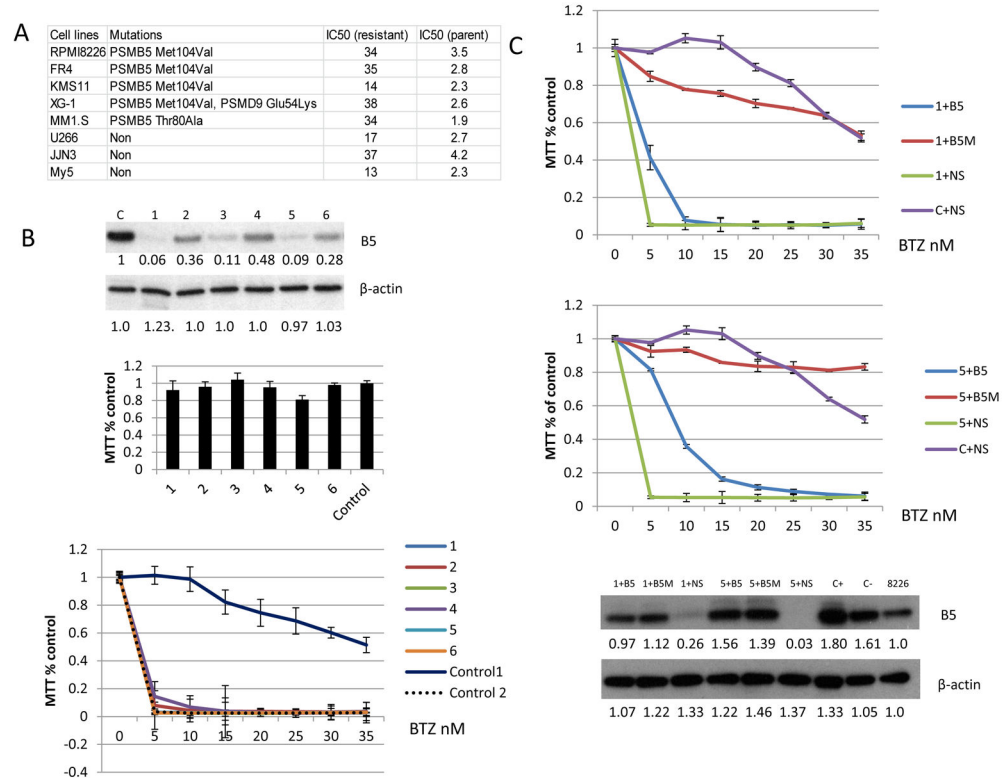 A
Cell lines Mutations IC50 (resistant) IC50 (parent)
RPMI8226 PSMB5 Met104Val 34 3.5
FR4 PSMB5 Met104Val 35 2.8
KMS11 PSMB5 Met104Val 14 2.3
XG-1 PSMB5 Met104Val, PSMD9 Glu54Lys 38 2.6
MM1.S PSMB5 Thr80Ala 34 1.9
U266 Non 17 2.7
JJN3 Non 37 4.2
My5 Non 13 2.3
B
C 1 2 3 4 5 6
B5
1 0.06 0.36 0.11 0.48 0.09 0.28
β-actin
1.0 1.23. 1.0 1.0 1.0 0.97 1.03
MTT % control
1.2
1
0.8
0.6
0.4
0.2
0
1 2 3 4 5 6 Control
MTT % control
1.2
1
0.8
0.6
0.4
0.2
0
-0.2
-0.4
0 5 10 15 20 25 30 35
BTZ nM
1
2
3
4
5
6
Control1
Control 2
C
MTT % control
1.2
1
0.8
0.6
0.4
0.2
0
0 5 10 15 20 25 30 35
BTZ nM
1+B5
1+B5M
1+NS
C+NS
MTT % of control
1.2
1
0.8
0.6
0.4
0.2
0
0 5 10 15 20 25 30 35
BTZ nM
5+B5
5+B5M
5+NS
C+NS
1+B5 1+B5M 1+NS 5+B5 5+B5M 5+NS C+ C- 8226
B5
0.97 1.12 0.26 1.56 1.39 0.03 1.80 1.61 1.0
β-actin
1.07 1.22 1.33 1.22 1.46 1.37 1.33 1.05 1.0